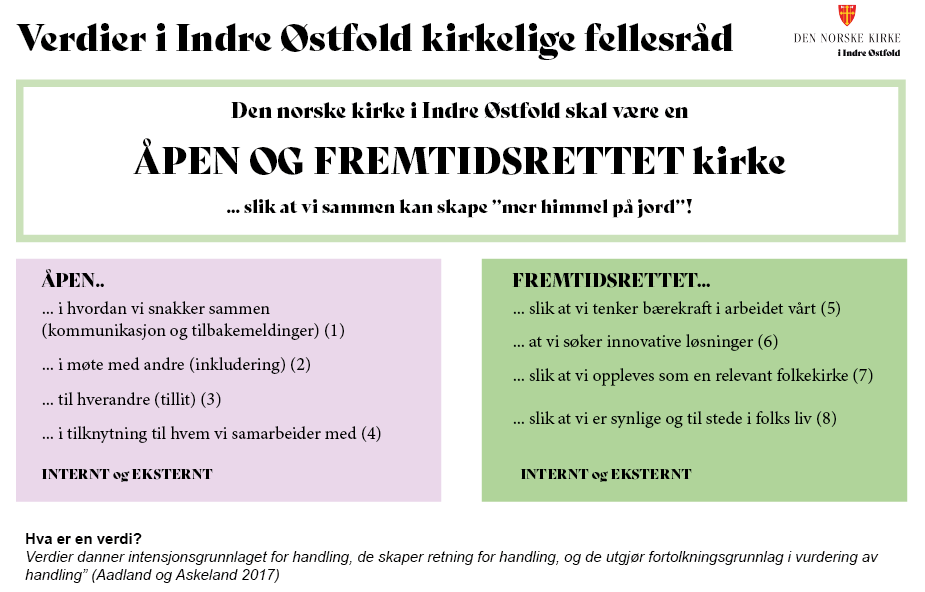 Verdier i Indre Østfold kirkelige fellesråd
DEN NORSKE KIRKE
i Indre Østfold
Den norske kirke i Indre Østfold skal være en
ÅPEN OG FREMTIDSRETTET kirke
... slik at vi sammen kan skape ”mer himmel på jord”!
ÅPEN..
... i hvordan vi snakker sammen
(kommunikasjon og tilbakemeldinger) (1)
... i møte med andre (inkludering) (2)
... til hverandre (tillit) (3)
... i tilknytning til hvem vi samarbeider med (4)
INTERNT og EKSTERNT
FREMTIDSRETTET...
... slik at vi tenker bærekraft i arbeidet vårt (5)
... at vi søker innovative løsninger (6)
... slik at vi oppleves som en relevant folkekirke (7)
... slik at vi er synlige og til stede i folks liv (8)
INTERNT og EKSTERNT
Hva er en verdi?
Verdier danner intensjonsgrunnlaget for handling, de skaper retning for handling, og de utgjør fortolkningsgrunnlag i vurdering av
handling” (Aadland og Askeland 2017)